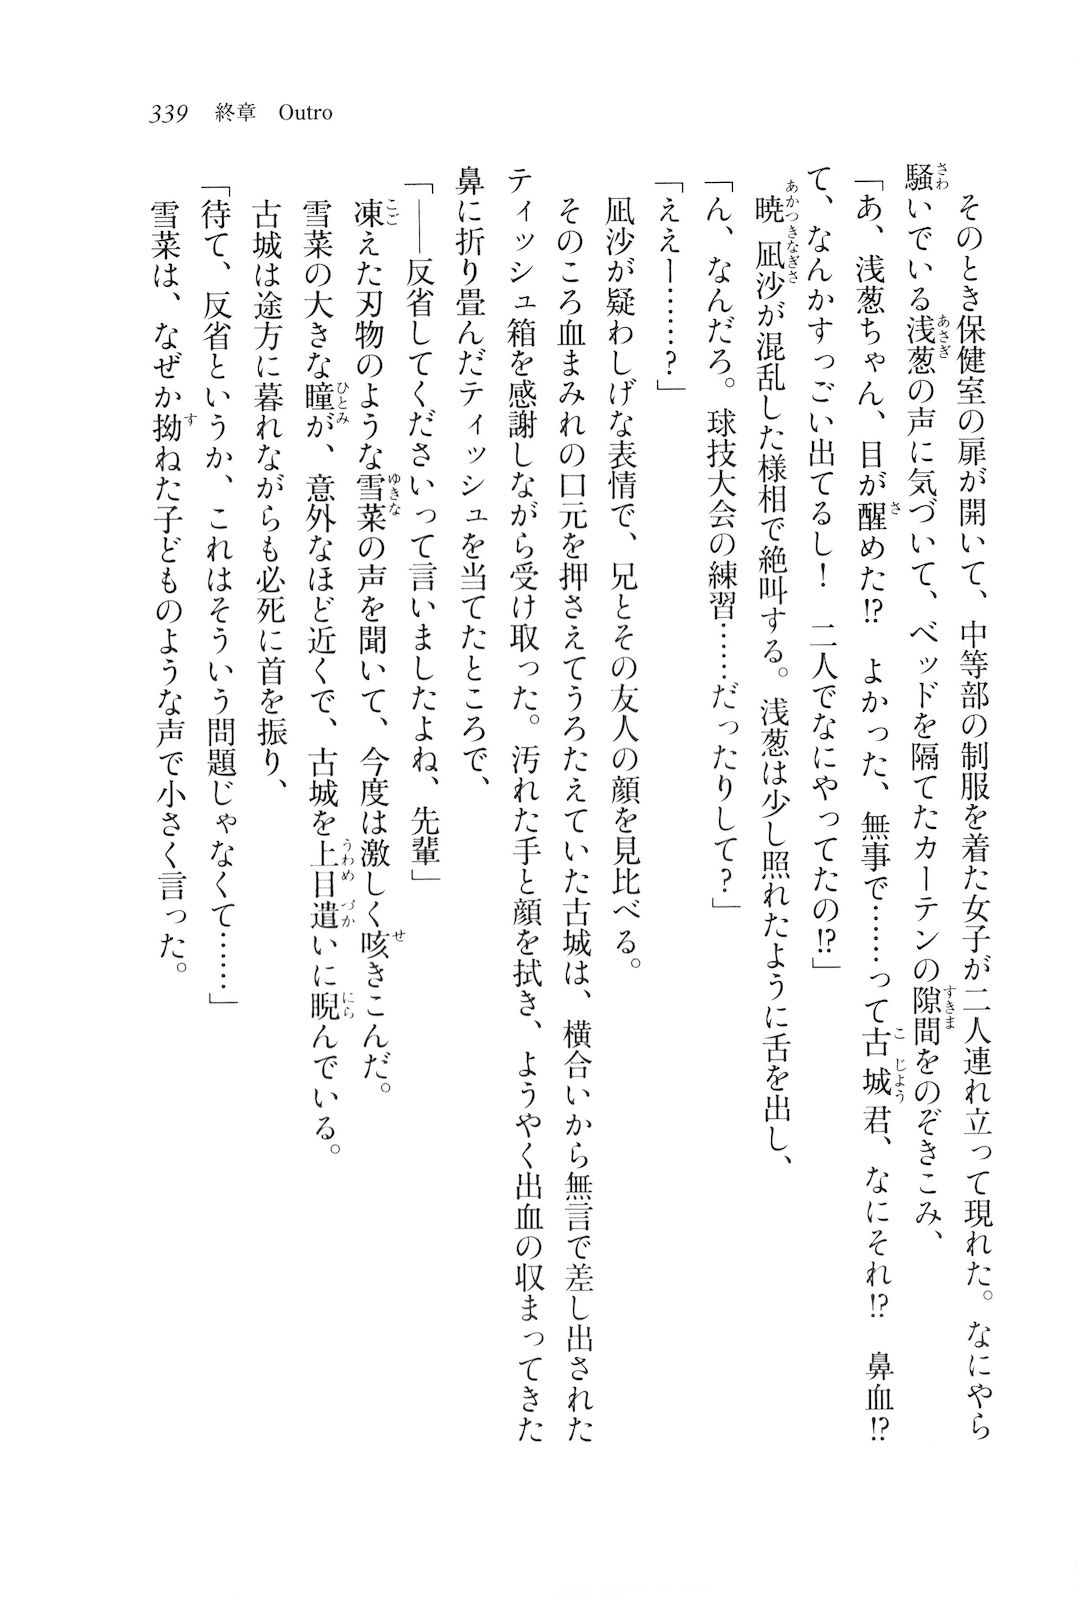 339 終章 Outro
そのとき保健室の扉が開いて、中等部の制服を着た女子が二人連れ立って現れた。なにやら
騒いでいる浅葱の声に気づいて、ベッドを隔てたカーテンの隙間をのぞきこみ、
「あ、浅葱ちゃん、目が醒めた!? よかった、無事で……って古城君、なにそれ!? 鼻血!?
て、なんかすっごい出てるし! 二人でなにやってたの!?」
暁 凪沙が混乱した様相で絶叫する。浅葱は少し照れたように舌を出し、
「ん、なんだろ。球技大会の練習……だったりして?」
「ええー……?」
凪沙が疑わしげな表情で、兄とその友人の顔を見比べる。
そのころ血まみれの口元を押さえてうろたえていた古城は、横合いから無言で差し出された
ティッシュ箱を感謝しながら受け取った。汚れた手と顔を拭き、ようやく出血の収まってきた
鼻に折り畳んだティッシュを当てたところで、
「――反省してくださいって言いましたよね、先輩」
凍えた刃物のような雪菜の声を聞いて、今度は激しく咳きこんだ。
雪菜の大きな瞳が、意外なほど近くで、古城を上目遣いに睨んでいる。
古城は途方に暮れながらも必死に首を振り、
「待て、反省というか、これはそういう問題じゃなくて……」
雪菜は、なぜか拗ねた子どものような声で小さく言った。